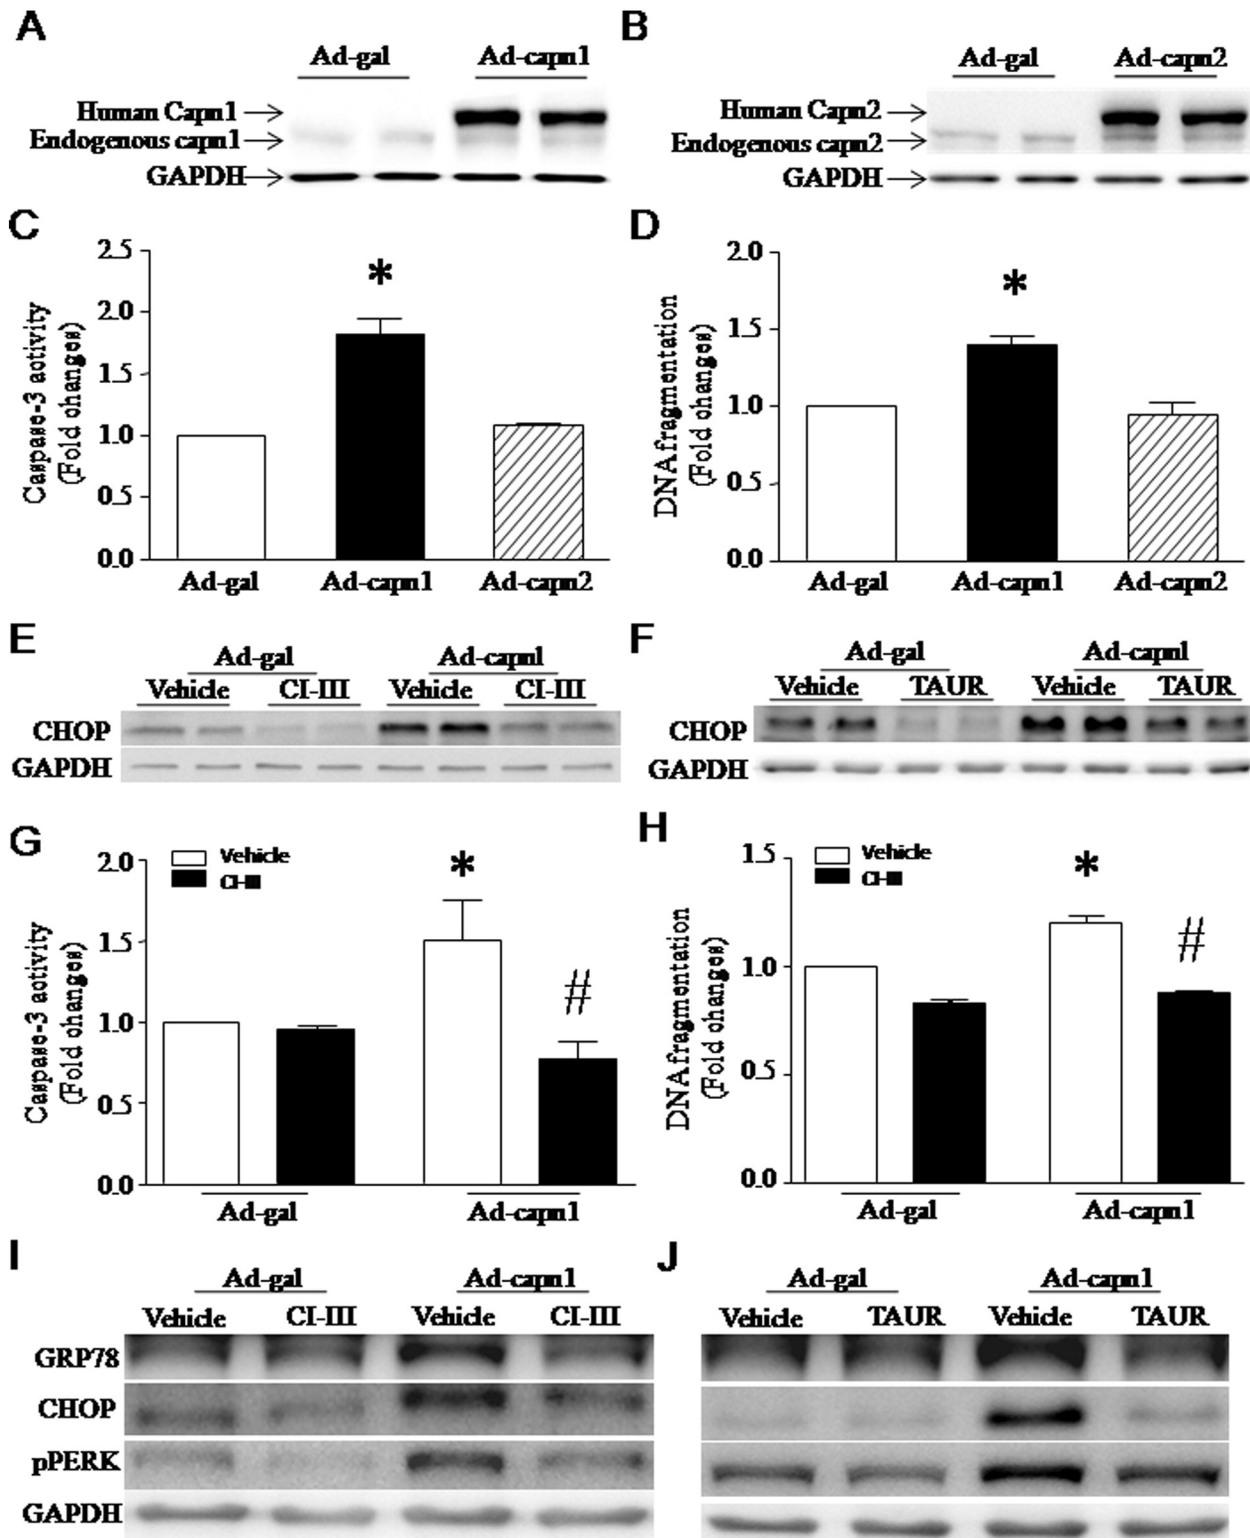 A
Ad-gal Ad-capn1
Human Capn1
Endogenous capn1
GAPDH
B
Ad-gal Ad-capn2
Human Capn2
Endogenous capn2
GAPDH
C
Caspase-3 activity
(Fold changes)
2.5
2.0
1.5
1.0
0.5
0.0
*
Ad-gal Ad-capn1 Ad-capn2
D
DNA fragmentation
(Fold changes)
2.0
1.5
1.0
0.5
0.0
*
Ad-gal Ad-capn1 Ad-capn2
E
Ad-gal Ad-capn1
Vehicle CI-III Vehicle CI-III
CHOP
GAPDH
F
Ad-gal Ad-capn1
Vehicle TAUR Vehicle TAUR
CHOP
GAPDH
G
Caspase-3 activity
(Fold changes)
2.0
1.5
1.0
0.5
0.0
Vehicle
CI-III
*
#
Ad-gal Ad-capn1
H
DNA fragmentation
(Fold changes)
1.5
1.0
0.5
0.0
Vehicle
CI-III
*
#
Ad-gal Ad-capn1
I
Ad-gal Ad-capn1
Vehicle CI-III Vehicle CI-III
GRP78
CHOP
pPERK
GAPDH
J
Ad-gal Ad-capn1
Vehicle TAUR Vehicle TAUR